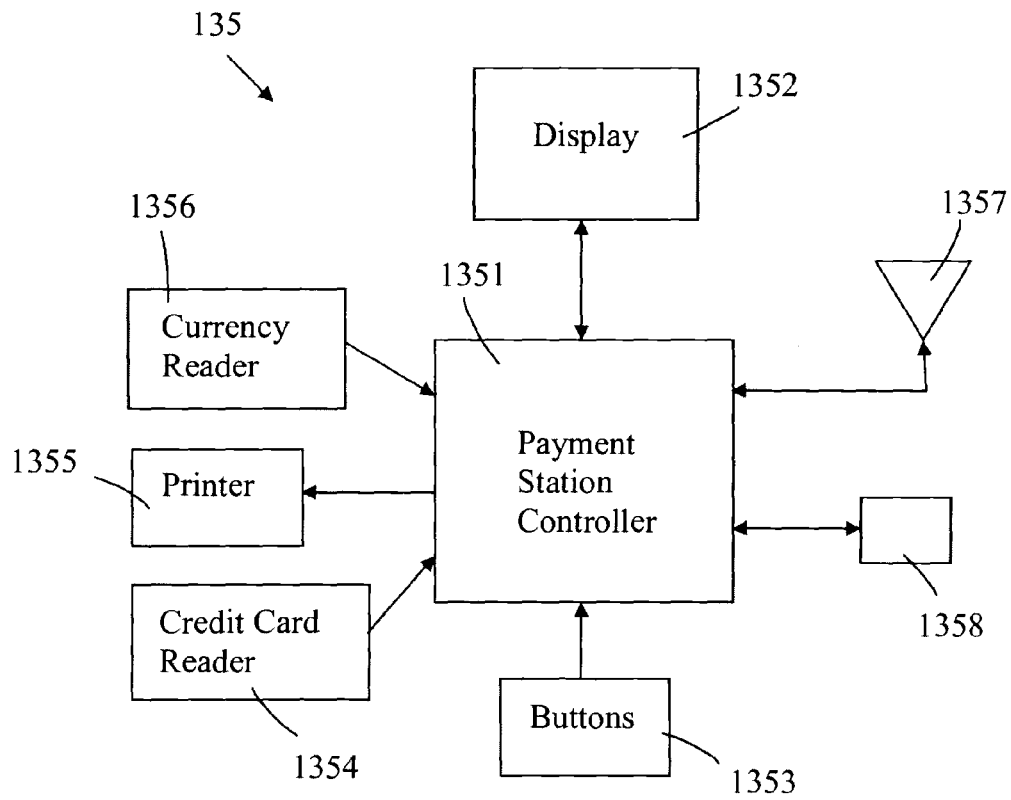 135
1352
Display
1356
1357
1351
Currency
Reader
Payment
Station
Controller
1355
Printer
Credit Card
Reader
1358
Buttons
1354
1353